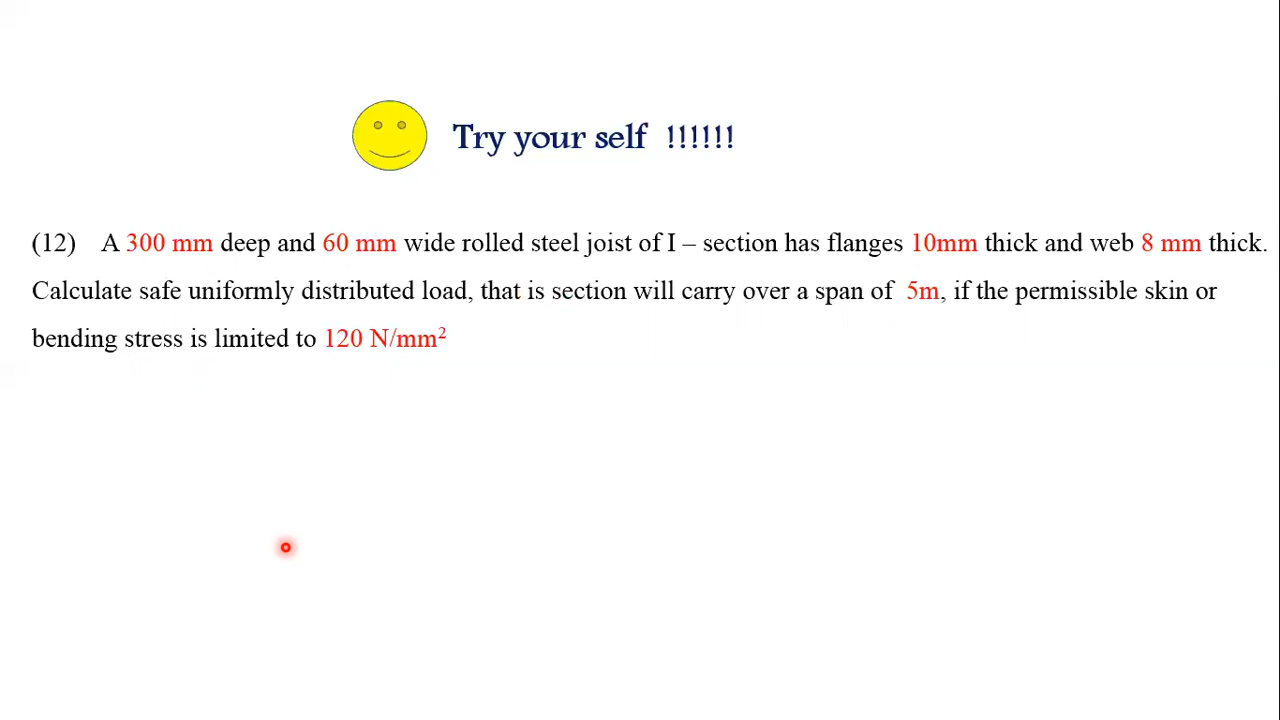 Try your self !!!!!!
(12) A 300 mm deep and 60 mm wide rolled steel joist of I – section has flanges 10mm thick and web 8 mm thick.
Calculate safe uniformly distributed load, that is section will carry over a span of 5m, if the permissible skin or
bending stress is limited to 120 N/mm²